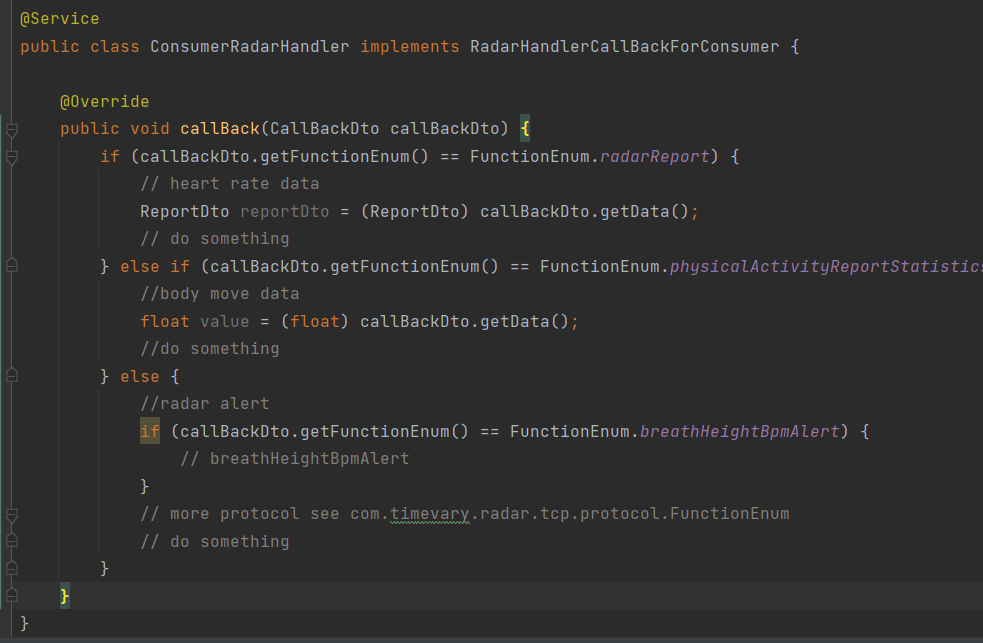 @Service
public class ConsumerRadarHandler implements RadarHandlerCallBackForConsumer {
@Override
public void callBack(CallBackDto callBackDto) {
if (callBackDto.getFunctionEnum() == FunctionEnum.radarReport) {
// heart rate data
ReportDto reportDto = (ReportDto) callBackDto.getData();
// do something
} else if (callBackDto.getFunctionEnum() == FunctionEnum.physicalActivityReportStatistics
//body move data
float value = (float) callBackDto.getData();
//do something
} else {
//radar alert
if (callBackDto.getFunctionEnum() == FunctionEnum.breathHeightBpmAlert) {
// breathHeightBpmAlert
}
// more protocol see com.timevary.radar.tcp.protocol.FunctionEnum
// do something
}
}
}